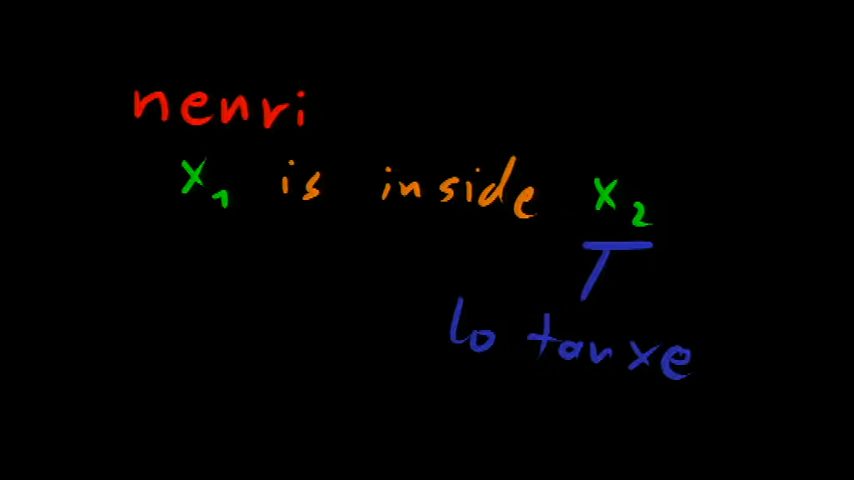 nenri
x₁ is inside x₂
lo tanxe